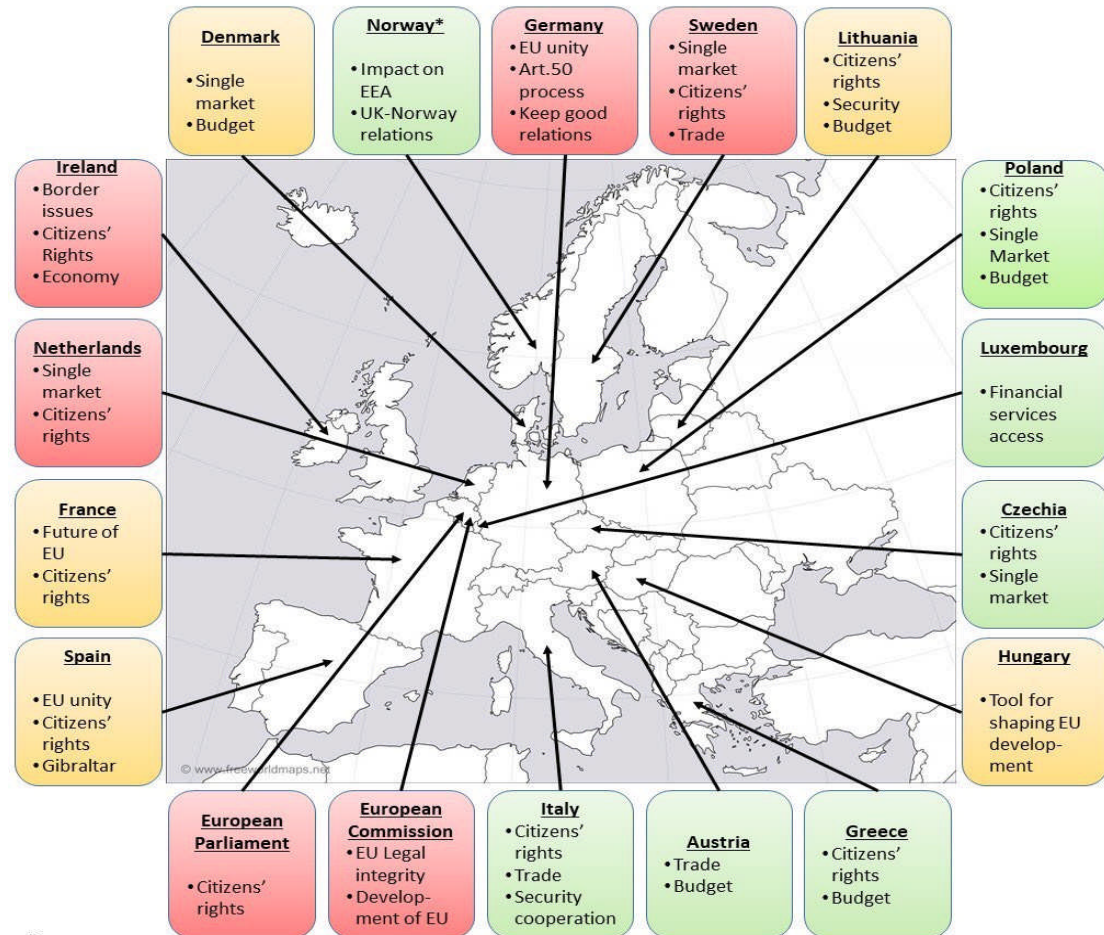 Denmark
• Single
market
• Budget
Norway*
• Impact on
EEA
• UK-Norway
relations
Germany
• EU unity
• Art.50
process
• Keep good
relations
Sweden
• Single
market
• Citizens'
rights
• Trade
Lithuania
• Citizens'
rights
• Security
• Budget
Ireland
• Border
issues
• Citizens'
Rights
• Economy
Poland
• Citizens'
rights
• Single
Market
• Budget
Netherlands
• Single
market
• Citizens'
rights
Luxembourg
• Financial
services
access
France
• Future of
EU
• Citizens'
rights
Czechia
• Citizens'
rights
• Single
market
Spain
• EU unity
• Citizens'
rights
• Gibraltar
Hungary
• Tool for
shaping EU
develop-
ment
© www.freeworldmaps.net
European
Parliament
• Citizens'
rights
European
Commission
• EU Legal
integrity
• Develop-
ment of EU
Italy
• Citizens'
rights
• Trade
• Security
cooperation
Austria
• Trade
• Budget
Greece
• Citizens'
rights
• Budget